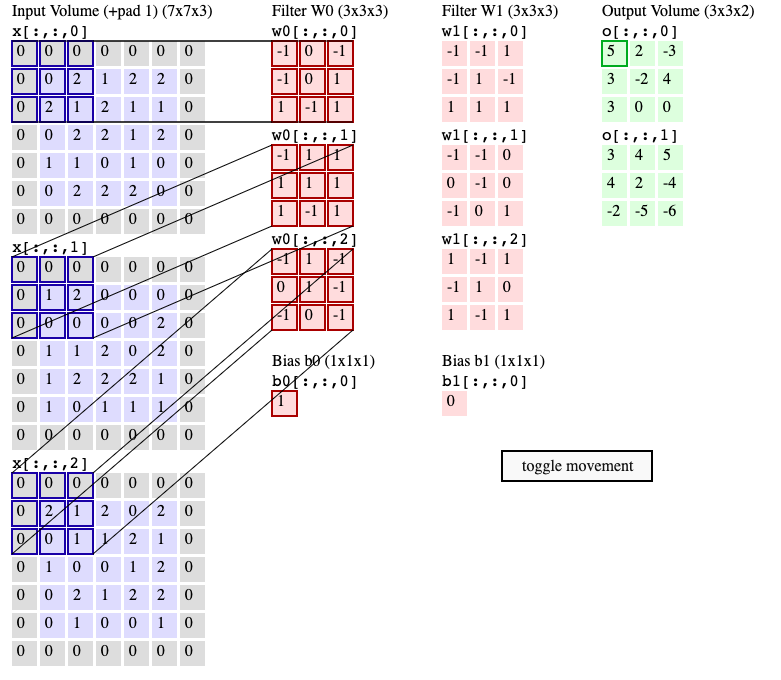 Input Volume (+pad 1) (7x7x3)
x[:,:,0]
0 0 0 0 0 0 0
0 0 2 1 2 2 0
0 2 1 2 1 1 0
0 0 2 2 1 2 0
0 1 1 0 1 0 0
0 0 2 2 2 0 0
0 0 0 0 0 0 0
x[:,:,1]
0 0 0 0 0 0 0
0 1 2 0 0 0 0
0 0 0 0 0 2 0
0 1 1 2 0 2 0
0 1 2 2 2 1 0
0 1 0 1 1 1 0
0 0 0 0 0 0 0
x[:,:,2]
0 0 0 0 0 0 0
0 2 1 2 0 2 0
0 0 1 1 2 1 0
0 1 0 0 1 2 0
0 0 2 1 2 2 0
0 0 1 0 0 1 0
0 0 0 0 0 0 0
Filter W0 (3x3x3)
w0[:,:,0]
-1 0 -1
-1 0 1
1 -1 1
w0[:,:,1]
-1 1 1
1 1 1
1 -1 1
w0[:,:,2]
-1 1 -1
0 1 -1
-1 0 -1
Bias b0 (1x1x1)
b0[:,:,0]
1
Filter W1 (3x3x3)
w1[:,:,0]
-1 -1 1
-1 1 -1
1 1 1
w1[:,:,1]
-1 -1 0
0 -1 0
-1 0 1
w1[:,:,2]
1 -1 1
-1 1 0
1 -1 1
Bias b1 (1x1x1)
b1[:,:,0]
0
Output Volume (3x3x2)
o[:,:,0]
5 2 -3
3 -2 4
3 0 0
o[:,:,1]
3 4 5
4 2 -4
-2 -5 -6
toggle movement